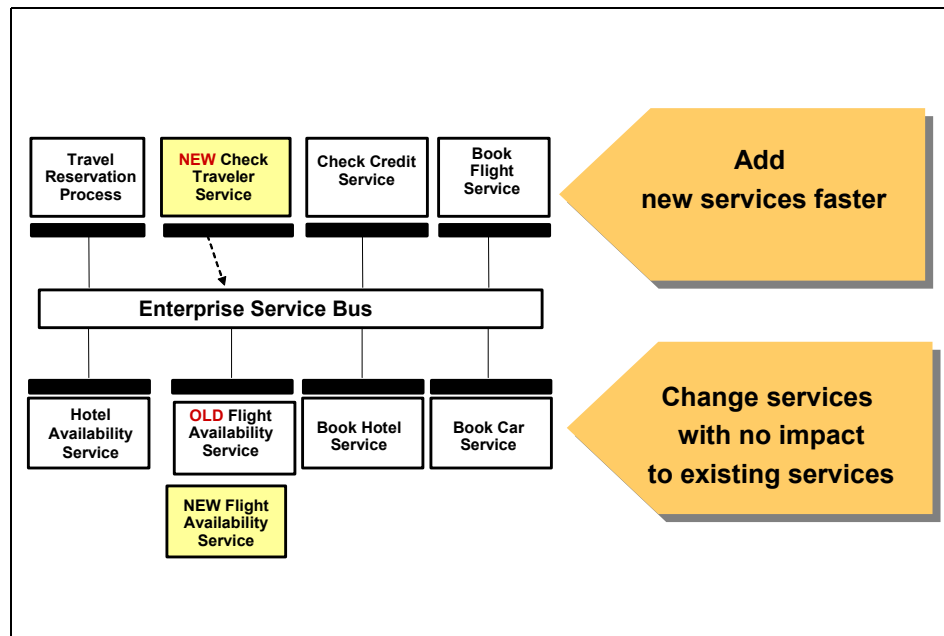 Travel
Reservation
Process
NEW Check
Traveler
Service
Check Credit
Service
Book
Flight
Service
Add
new services faster
Enterprise Service Bus
Hotel
Availability
Service
OLD Flight
Availability
Service
Book Hotel
Service
Book Car
Service
NEW Flight
Availability
Service
Change services
with no impact
to existing services